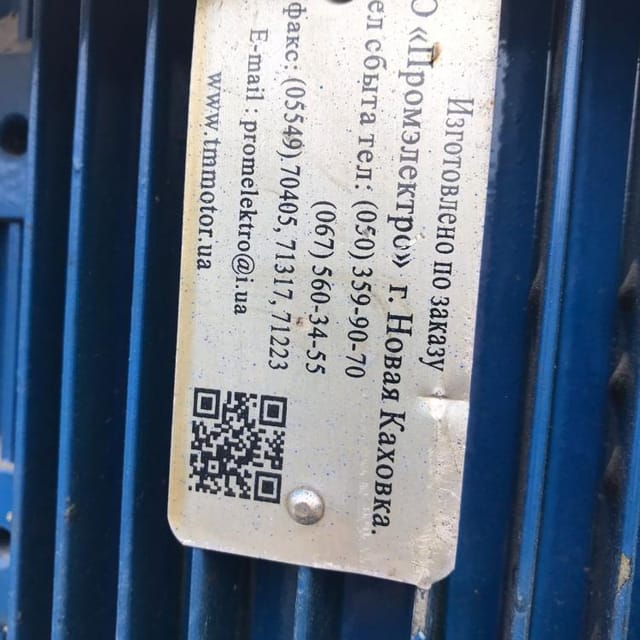 Изготовлено по заказу
О «Промэлектро» г. Новая Каховка.
ел сбыта тел: (050) 359-90-70
(067) 560-34-55
факс: (05549) 70405, 71317, 71223
E-mail promelektro@i.ua
www.tmmotor.ua